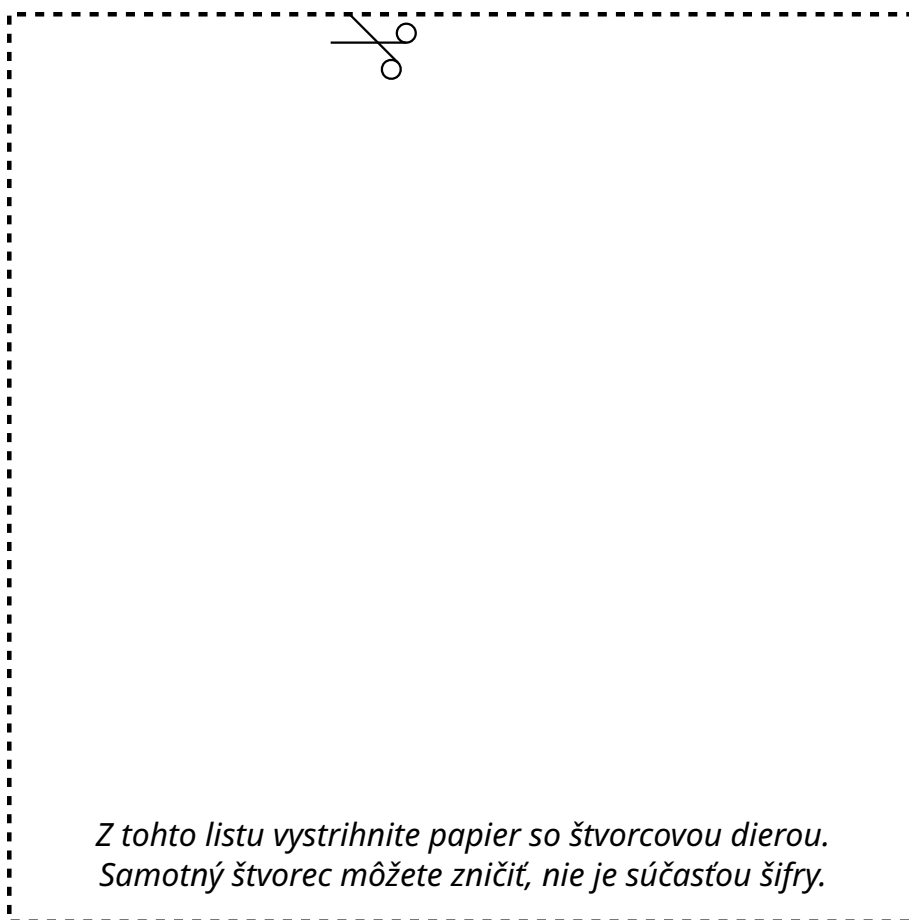 Z tohto listu vystrihnite papier so štvorcovou dierou.
Samotný štvorec môžete zničiť, nie je súčasťou šifry.